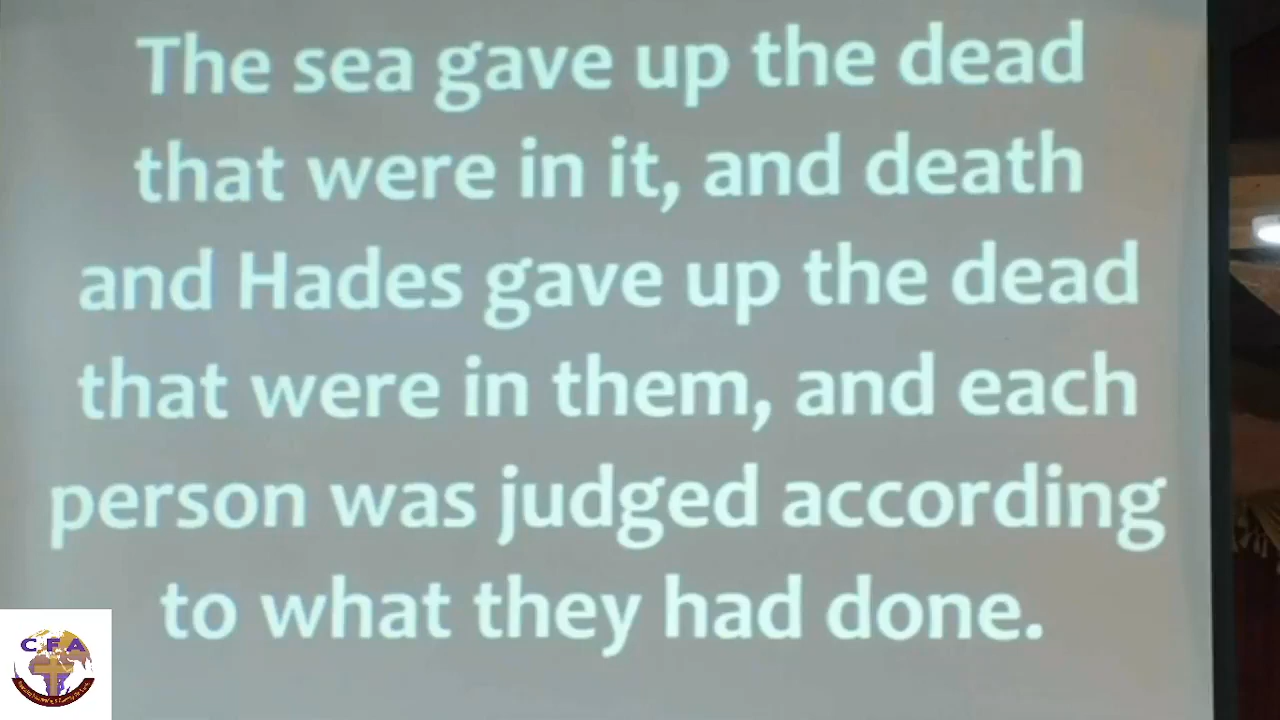 The sea gave up the dead
that were in it, and death
and Hades gave up the dead
that were in them, and each
person was judged according
to what they had done.
CFA